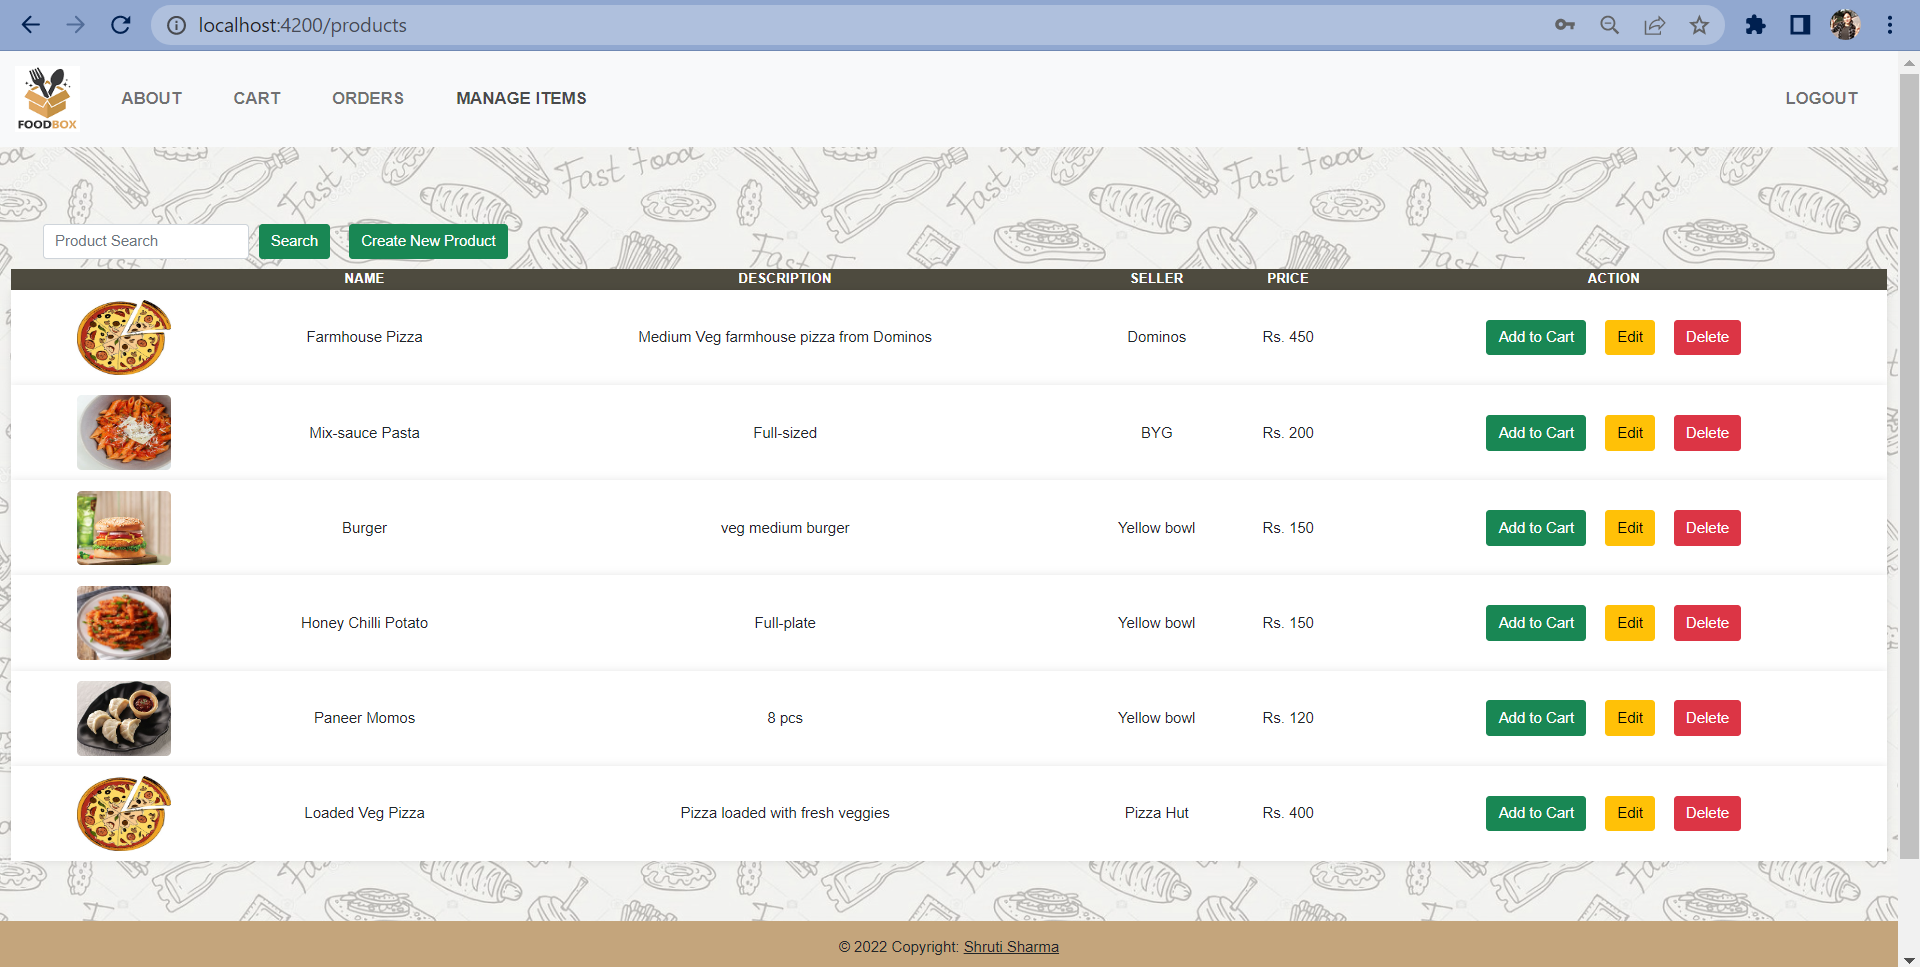 localhost:4200/products
FOODBOX
ABOUT CART ORDERS MANAGE ITEMS LOGOUT
Fast Food Fast Food
Product Search Search Create New Product
NAME DESCRIPTION SELLER PRICE ACTION
Farmhouse Pizza Medium Veg farmhouse pizza from Dominos Dominos Rs. 450 Add to Cart Edit Delete
Mix-sauce Pasta Full-sized BYG Rs. 200 Add to Cart Edit Delete
Burger veg medium burger Yellow bowl Rs. 150 Add to Cart Edit Delete
Honey Chilli Potato Full-plate Yellow bowl Rs. 150 Add to Cart Edit Delete
Paneer Momos 8 pcs Yellow bowl Rs. 120 Add to Cart Edit Delete
Loaded Veg Pizza Pizza loaded with fresh veggies Pizza Hut Rs. 400 Add to Cart Edit Delete
© 2022 Copyright: Shruti Sharma